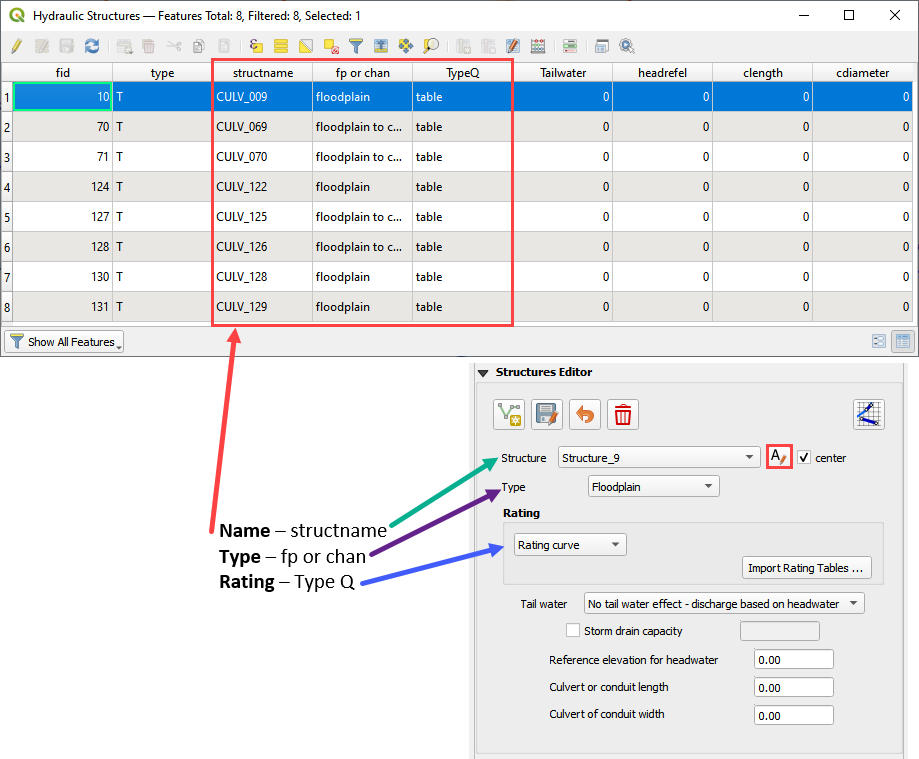 Hydraulic Structures — Features Total: 8, Filtered: 8, Selected: 1
fid type structname fp or chan TypeQ Tailwater headrefel clength cdiameter
1 10 T CULV_009 floodplain table 0 0 0 0
2 70 T CULV_069 floodplain to c... table 0 0 0 0
3 71 T CULV_070 floodplain to c... table 0 0 0 0
4 124 T CULV_122 floodplain table 0 0 0 0
5 127 T CULV_125 floodplain to c... table 0 0 0 0
6 128 T CULV_126 floodplain to c... table 0 0 0 0
7 130 T CULV_128 floodplain table 0 0 0 0
8 131 T CULV_129 floodplain table 0 0 0 0
Show All Features
Structures Editor
Structure Structure_9 A center
Type Floodplain
Rating
Rating curve
Import Rating Tables ...
Tail water No tail water effect - discharge based on headwater
Storm drain capacity
Reference elevation for headwater 0.00
Culvert or conduit length 0.00
Culvert of conduit width 0.00
Name – structname
Type – fp or chan
Rating – Type Q